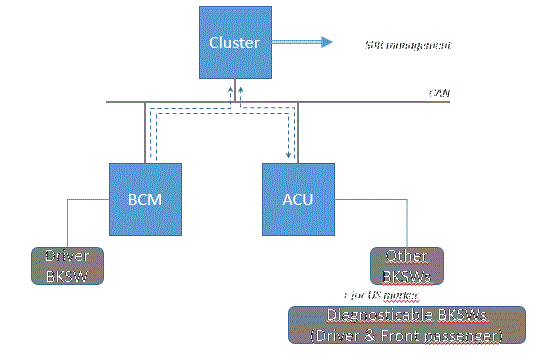 Cluster
SBR management
CAN
BCM
ACU
Driver
BKSW
Other
BKSWs
+ for US market
Diagnosticable BKSWs
(Driver & Front passenger)